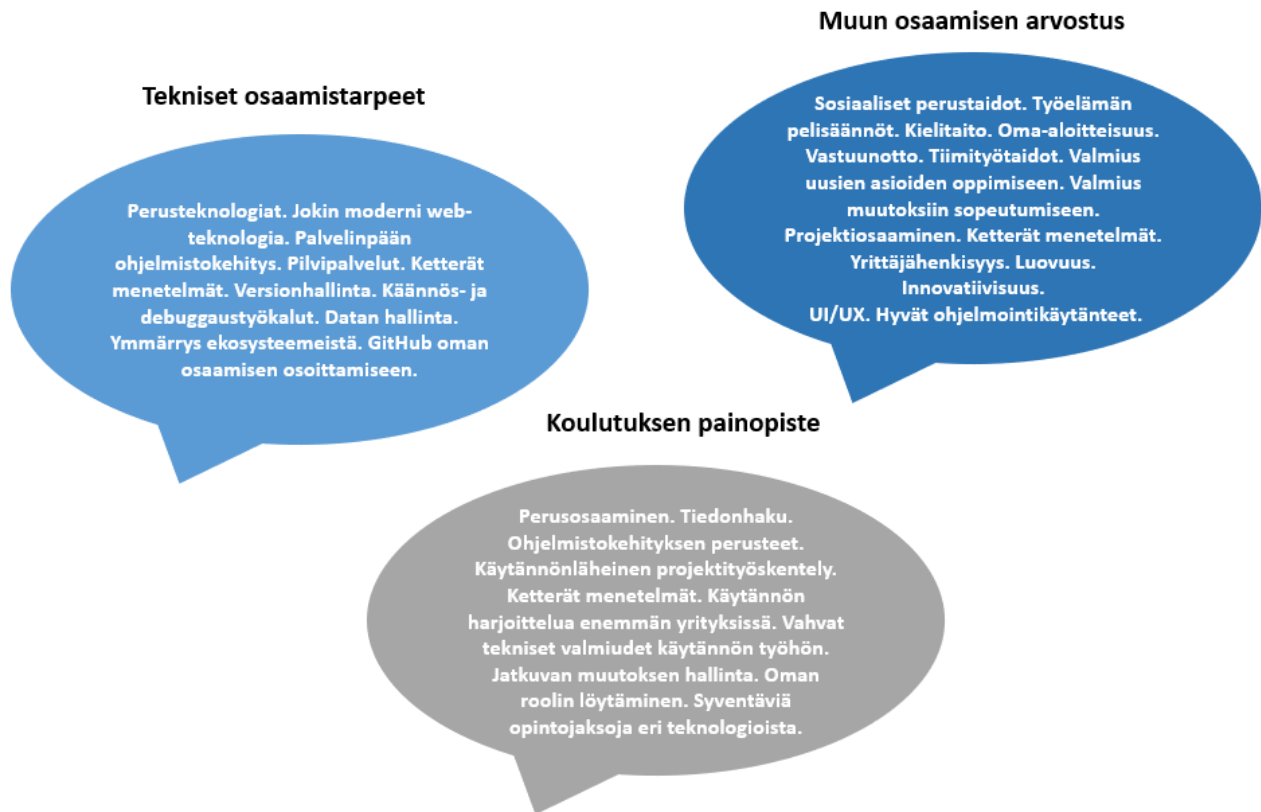 Muun osaamisen arvostus
Sosiaaliset perustaidot. Työelämän
pelisäännöt. Kielitaito. Oma-aloitteisuus.
Vastuunotto. Tiimityötaidot. Valmius
uusien asioiden oppimiseen. Valmius
muutoksiin sopeutumiseen.
Projektiosaaminen. Ketterät menetelmät.
Yrittäjähenkisyys. Luovuus.
Innovatiivisuus.
UI/UX. Hyvät ohjelmointikäytänteet.
Tekniset osaamistarpeet
Perusteknologiat. Jokin moderni web-
teknologia. Palvelinpään
ohjelmistokehitys. Pilvipalvelut. Ketterät
menetelmät. Versionhallinta. Käännös- ja
debuggaustyökalut. Datan hallinta.
Ymmärrys ekosysteemeistä. GitHub oman
osaamisen osoittamiseen.
Koulutuksen painopiste
Perusosaaminen. Tiedonhaku.
Ohjelmistokehityksen perusteet.
Käytännönläheinen projektityöskentely.
Ketterät menetelmät. Käytännön
harjoittelua enemmän yrityksissä. Vahvat
tekniset valmiudet käytännön työhön.
Jatkuvan muutoksen hallinta. Oman
roolin löytäminen. Syventäviä
opintojaksoja eri teknologioista.